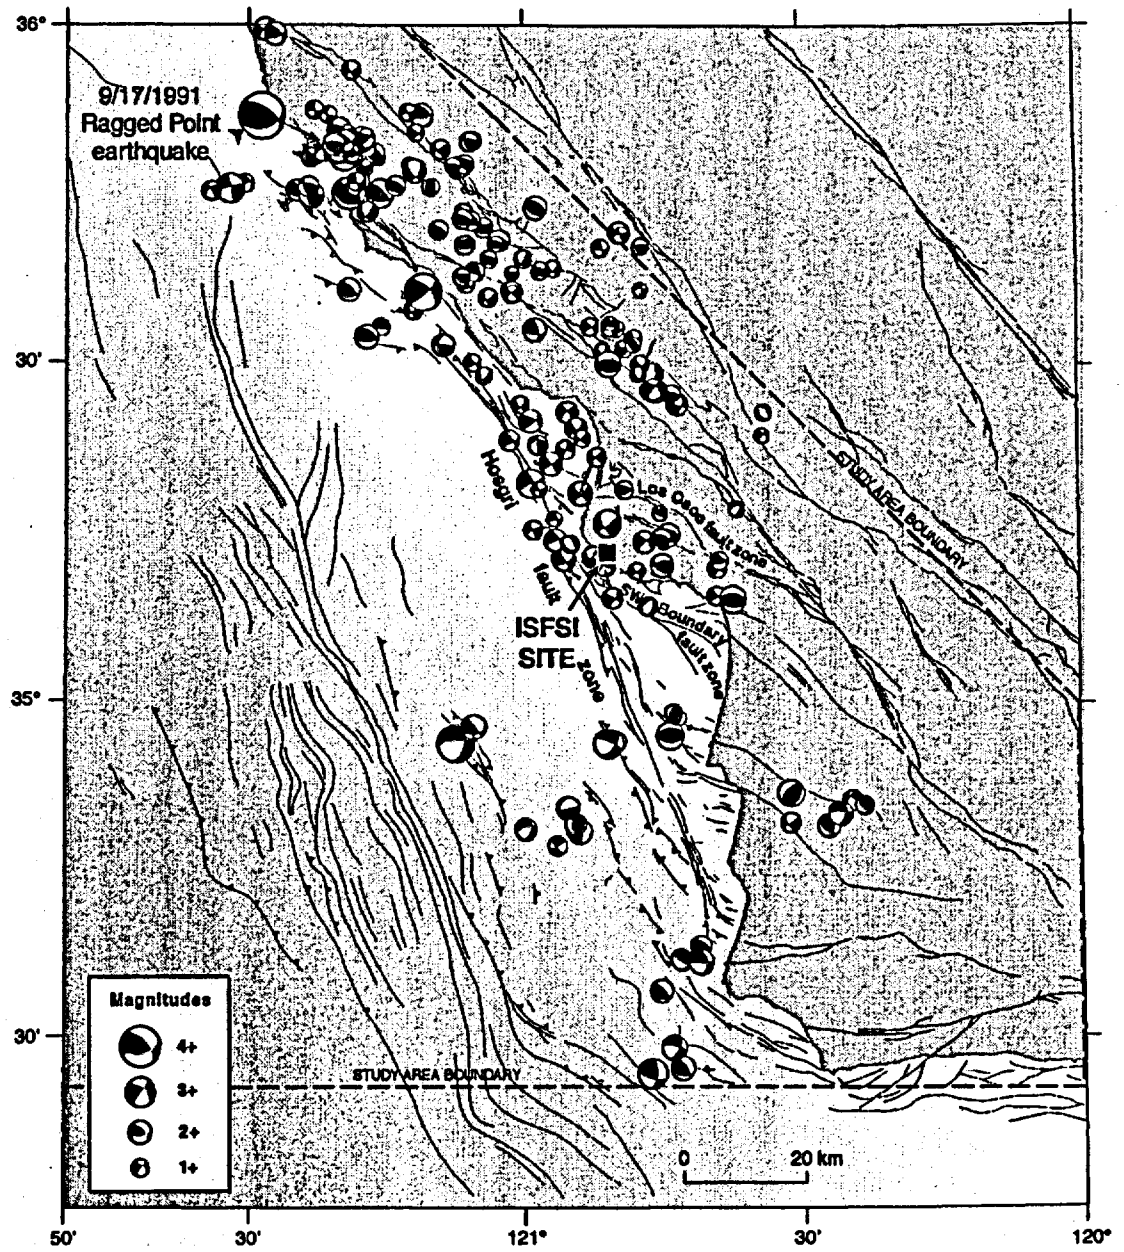 36°
9/17/1991
Ragged Point
earthquake
30'
STUDY AREA BOUNDARY
Hosgri
fault
zone
Los Osos fault zone
SW Boundary
fault zone
ISFSI
SITE
35°
30'
Magnitudes
4+
3+
2+
1+
STUDY AREA BOUNDARY
0 20 km
50' 30' 121° 30' 120°